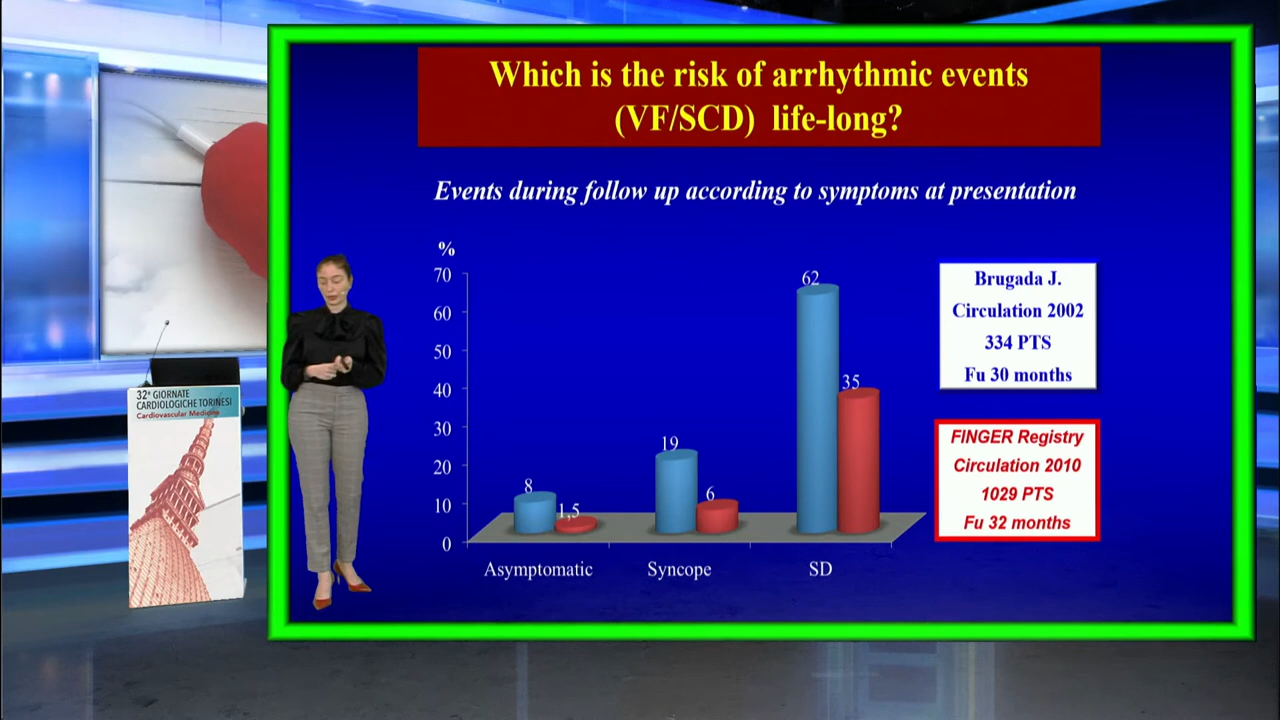 Which is the risk of arrhythmic events
(VF/SCD) life-long?
Events during follow up according to symptoms at presentation
%
70
60
50
40
30
20
10
0
8
1,5
19
6
62
35
Asymptomatic
Syncope
SD
Brugada J.
Circulation 2002
334 PTS
Fu 30 months
FINGER Registry
Circulation 2010
1029 PTS
Fu 32 months
32e GIORNATE
CARDIOLOGICHE TORINESI
Cardiovascular Medicine